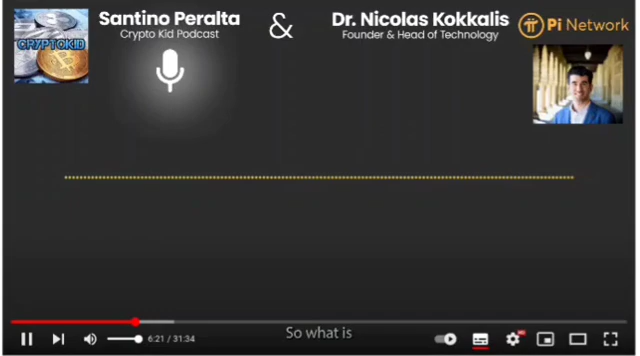 Santino Peralta
Crypto Kid Podcast
&
Dr. Nicolas Kokkalis
Founder & Head of Technology
Pi Network
CRYPTOKID
So what is
6:21 / 31:34